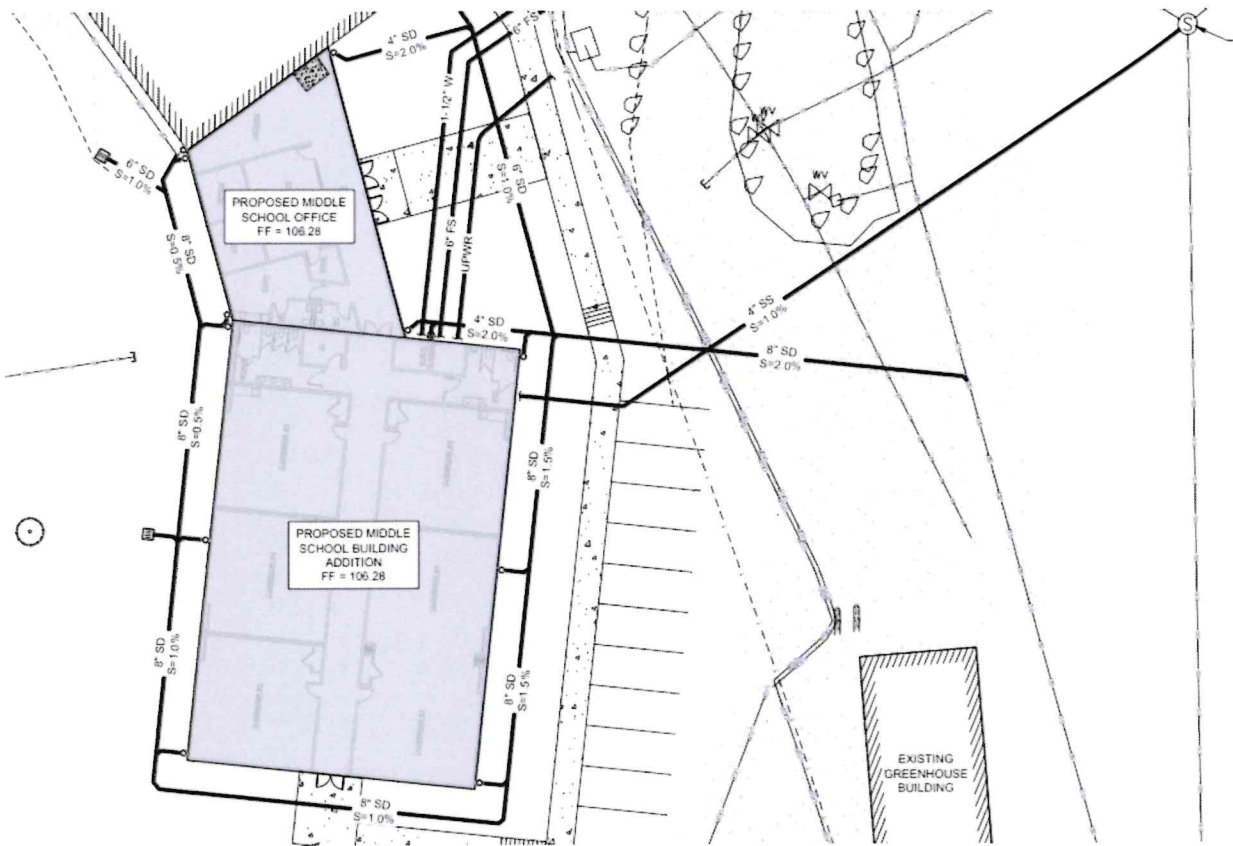 4" SD
S=2.0%
6" FS
1-1/2" W
6" SD
S=1.0%
6" SD
S=1.0%
8" SD
S=0.5%
PROPOSED MIDDLE
SCHOOL OFFICE
FF = 106.28
6" FS
U/PWR
WV
WV
S
4" SD
S=2.0%
4" SS
S=1.0%
8" SD
S=2.0%
8" SD
S=0.5%
8" SD
S=1.5%
PROPOSED MIDDLE
SCHOOL BUILDING
ADDITION
FF = 106.28
8" SD
S=1.0%
8" SD
S=1.5%
8" SD
S=1.0%
EXISTING
GREENHOUSE
BUILDING